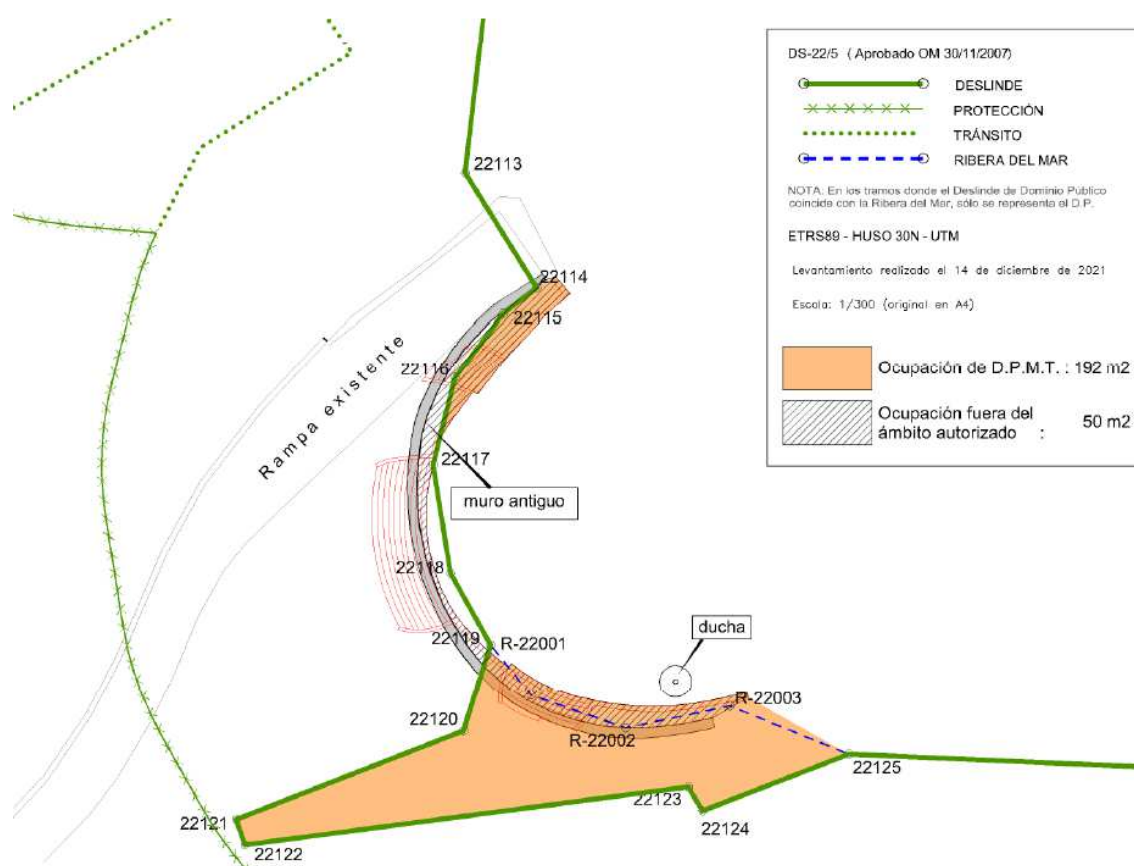 DS-22/5 ( Aprobado OM 30/11/2007)
DESLINDE
PROTECCIÓN
TRÁNSITO
RIBERA DEL MAR
NOTA: En los tramos donde el Deslinde de Dominio Público
coincide con la Ribera del Mar, sólo se representa el D.P.
ETRS89 - HUSO 30N - UTM
Levantamiento realizado el 14 de diciembre de 2021
Escala: 1/300 (original en A4)
Ocupación de D.P.M.T. : 192 m2
Ocupación fuera del
ámbito autorizado : 50 m2
22113
22114
22115
22116
Rampa existente
22117
muro antiguo
22118
22119
R-22001
ducha
R-22003
22120
R-22002
22125
22123
22121
22124
22122